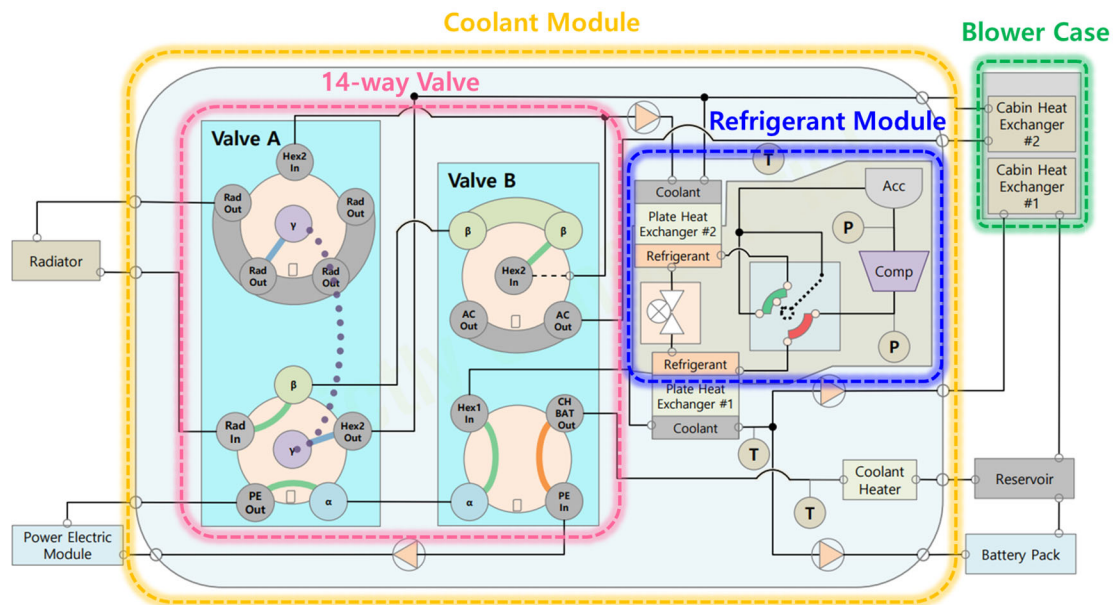 Coolant Module
Blower Case
14-way Valve
Refrigerant Module
Valve A
Hex2
In
Rad
Out
Rad
Out
γ
Rad
Out
Rad
Out
Valve B
β
β
Hex2
In
AC
Out
AC
Out
Coolant
Plate Heat
Exchanger #2
Refrigerant
T
Acc
P
Comp
P
Cabin Heat
Exchanger
#2
Cabin Heat
Exchanger
#1
Radiator
β
Rad
In
γ
Hex2
Out
PE
Out
α
Hex1
In
CH
BAT
Out
α
PE
In
Refrigerant
Plate Heat
Exchanger #1
Coolant
T
T
Coolant
Heater
Reservoir
Power Electric
Module
Battery Pack